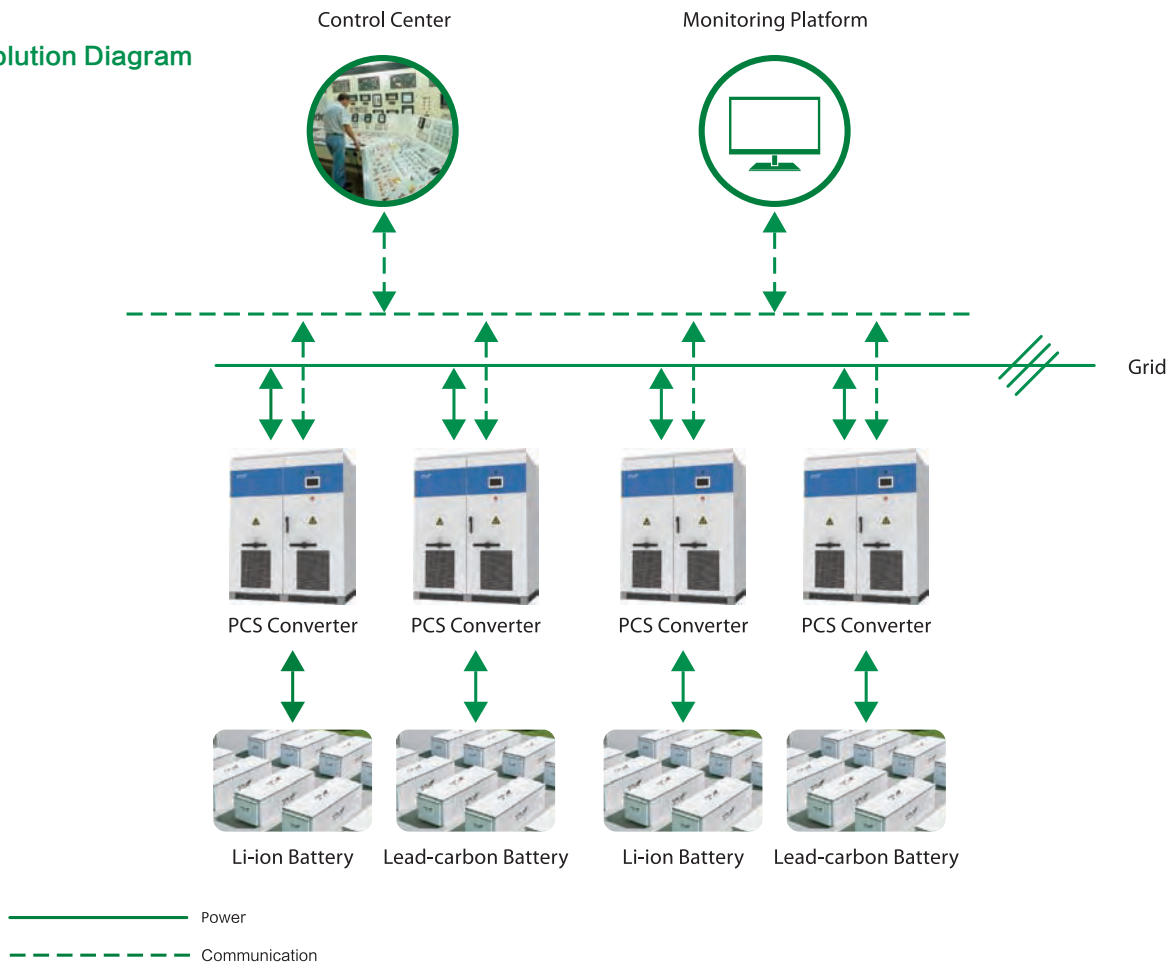 Control Center
Monitoring Platform
olution Diagram
Grid
PCS Converter
PCS Converter
PCS Converter
PCS Converter
Li-ion Battery
Lead-carbon Battery
Li-ion Battery
Lead-carbon Battery
Power
Communication